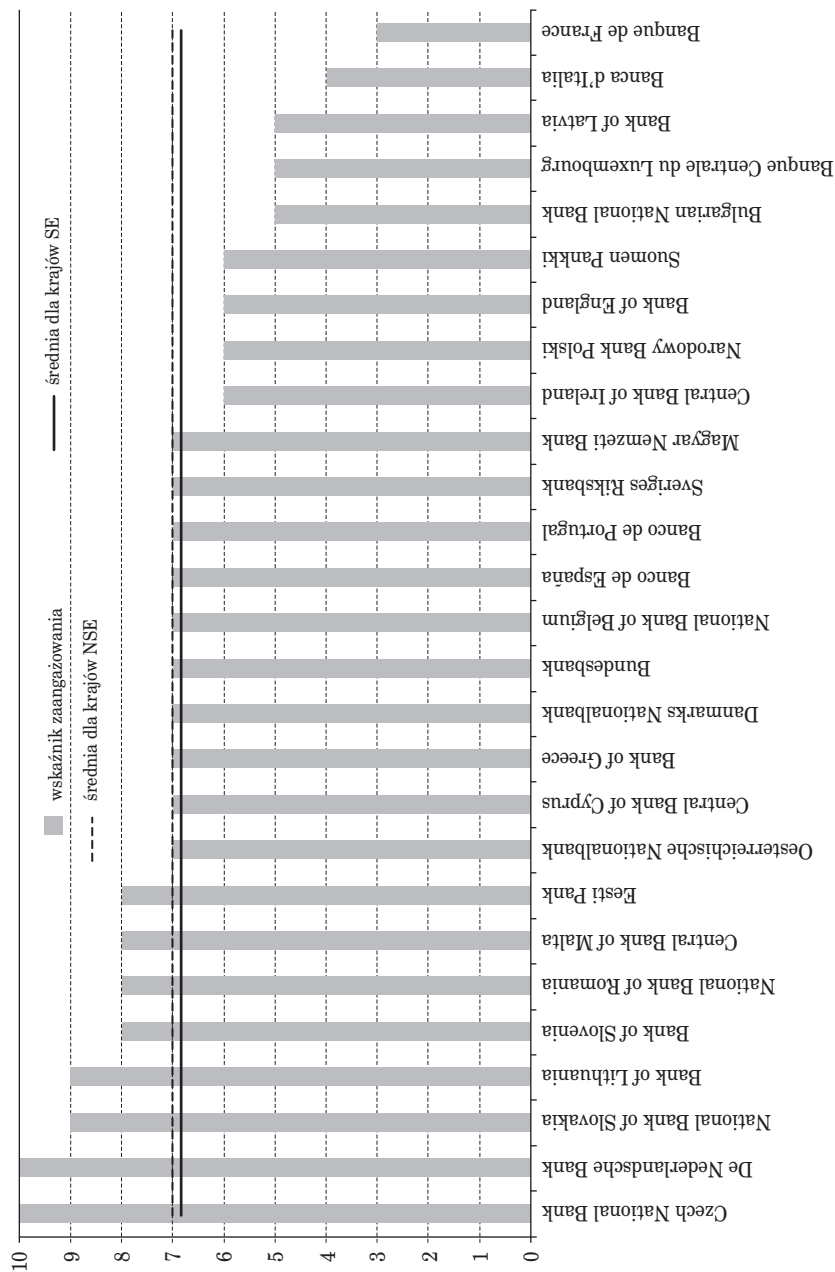 wskaźnik zaangażowania
średnia dla krajów NSE
średnia dla krajów SE
10
9
8
7
6
5
4
3
2
1
0
Czech National Bank
De Nederlandsche Bank
National Bank of Slovakia
Bank of Lithuania
Bank of Slovenia
National Bank of Romania
Central Bank of Malta
Eesti Pank
Oesterreichische Nationalbank
Central Bank of Cyprus
Bank of Greece
Danmarks Nationalbank
Bundesbank
National Bank of Belgium
Banco de España
Banco de Portugal
Sveriges Riksbank
Magyar Nemzeti Bank
Central Bank of Ireland
Narodowy Bank Polski
Bank of England
Suomen Pankki
Bulgarian National Bank
Banque Centrale du Luxembourg
Bank of Latvia
Banca d'Italia
Banque de France